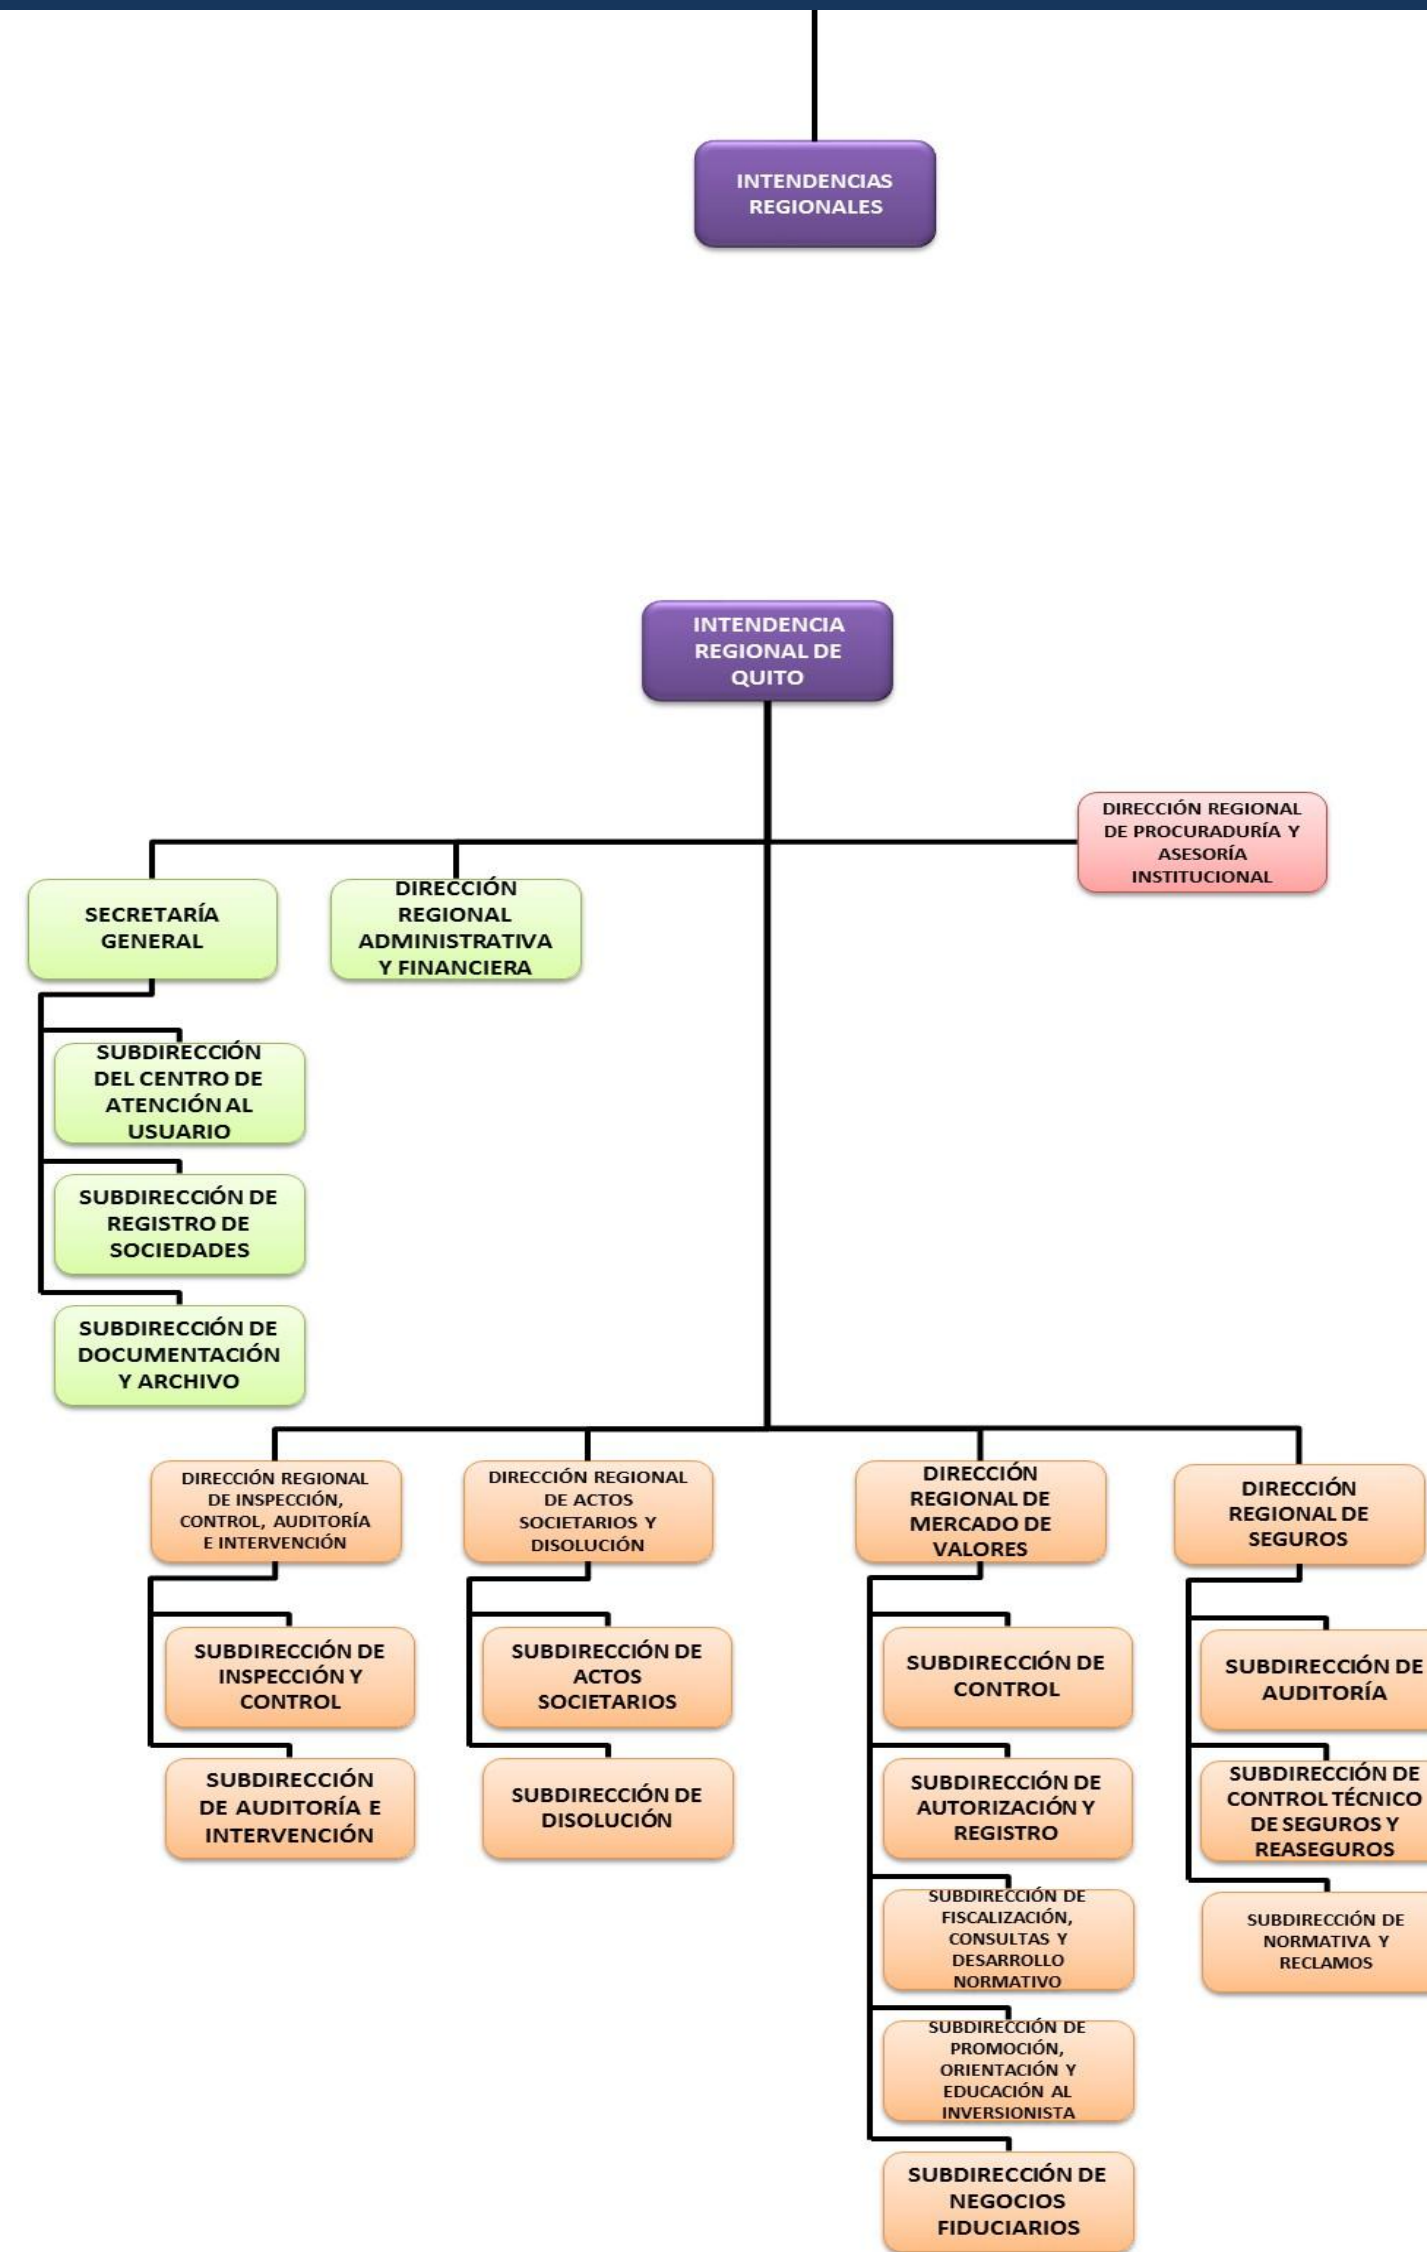 INTENDENCIAS
REGIONALES
INTENDENCIA
REGIONAL DE
QUITO
DIRECCIÓN REGIONAL
DE PROCURADURÍA Y
ASESORÍA
INSTITUCIONAL
SECRETARÍA
GENERAL
DIRECCIÓN
REGIONAL
ADMINISTRATIVA
Y FINANCIERA
SUBDIRECCIÓN
DEL CENTRO DE
ATENCIÓN AL
USUARIO
SUBDIRECCIÓN DE
REGISTRO DE
SOCIEDADES
SUBDIRECCIÓN DE
DOCUMENTACIÓN
Y ARCHIVO
DIRECCIÓN REGIONAL
DE INSPECCIÓN,
CONTROL, AUDITORÍA
E INTERVENCIÓN
SUBDIRECCIÓN DE
INSPECCIÓN Y
CONTROL
SUBDIRECCIÓN
DE AUDITORÍA E
INTERVENCIÓN
DIRECCIÓN REGIONAL
DE ACTOS
SOCIETARIOS Y
DISOLUCIÓN
SUBDIRECCIÓN DE
ACTOS
SOCIETARIOS
SUBDIRECCIÓN DE
DISOLUCIÓN
DIRECCIÓN
REGIONAL DE
MERCADO DE
VALORES
SUBDIRECCIÓN DE
CONTROL
SUBDIRECCIÓN DE
AUTORIZACIÓN Y
REGISTRO
SUBDIRECCIÓN DE
FISCALIZACIÓN,
CONSULTAS Y
DESARROLLO
NORMATIVO
SUBDIRECCIÓN DE
PROMOCIÓN,
ORIENTACIÓN Y
EDUCACIÓN AL
INVERSIONISTA
SUBDIRECCIÓN DE
NEGOCIOS
FIDUCIARIOS
DIRECCIÓN
REGIONAL DE
SEGUROS
SUBDIRECCIÓN DE
AUDITORÍA
SUBDIRECCIÓN DE
CONTROL TÉCNICO
DE SEGUROS Y
REASEGUROS
SUBDIRECCIÓN DE
NORMATIVA Y
RECLAMOS